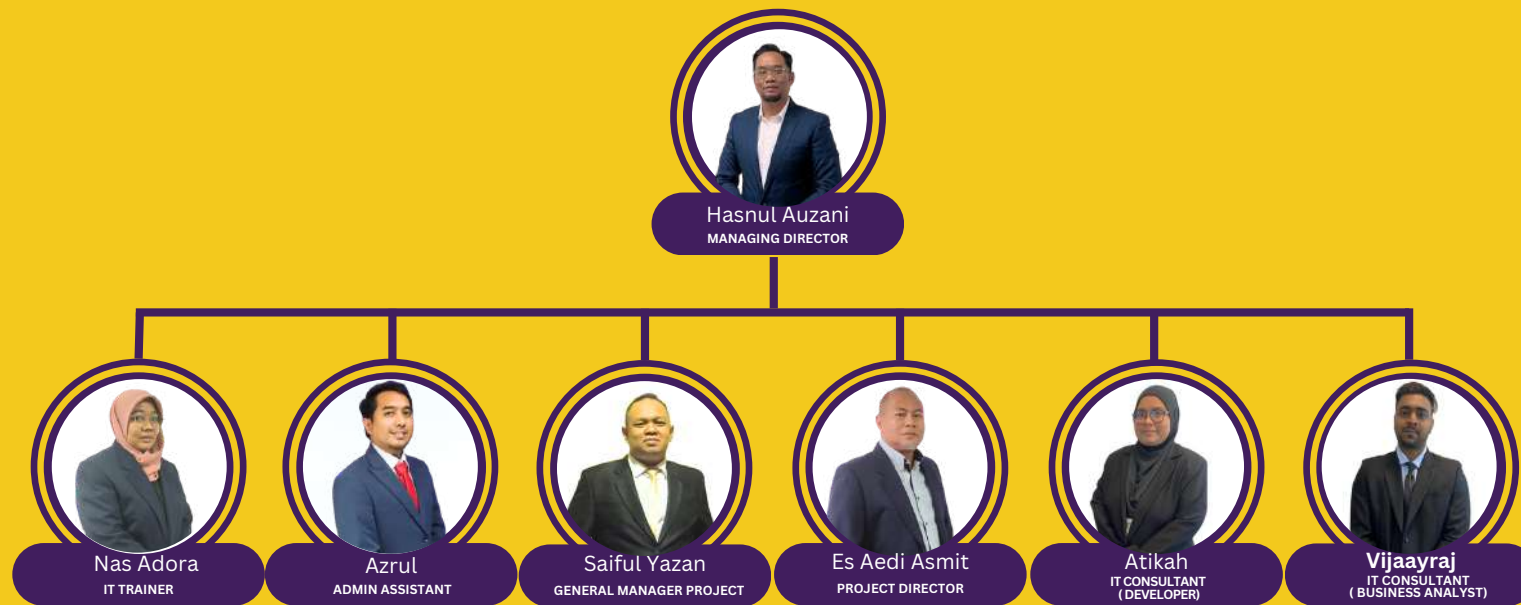 Hasnul Auzani
MANAGING DIRECTOR
Nas Adora
IT TRAINER
Azrul
ADMIN ASSISTANT
Saiful Yazan
GENERAL MANAGER PROJECT
Es Aedi Asmit
PROJECT DIRECTOR
Atikah
IT CONSULTANT
( DEVELOPER)
Vijaayraj
IT CONSULTANT
( BUSINESS ANALYST)